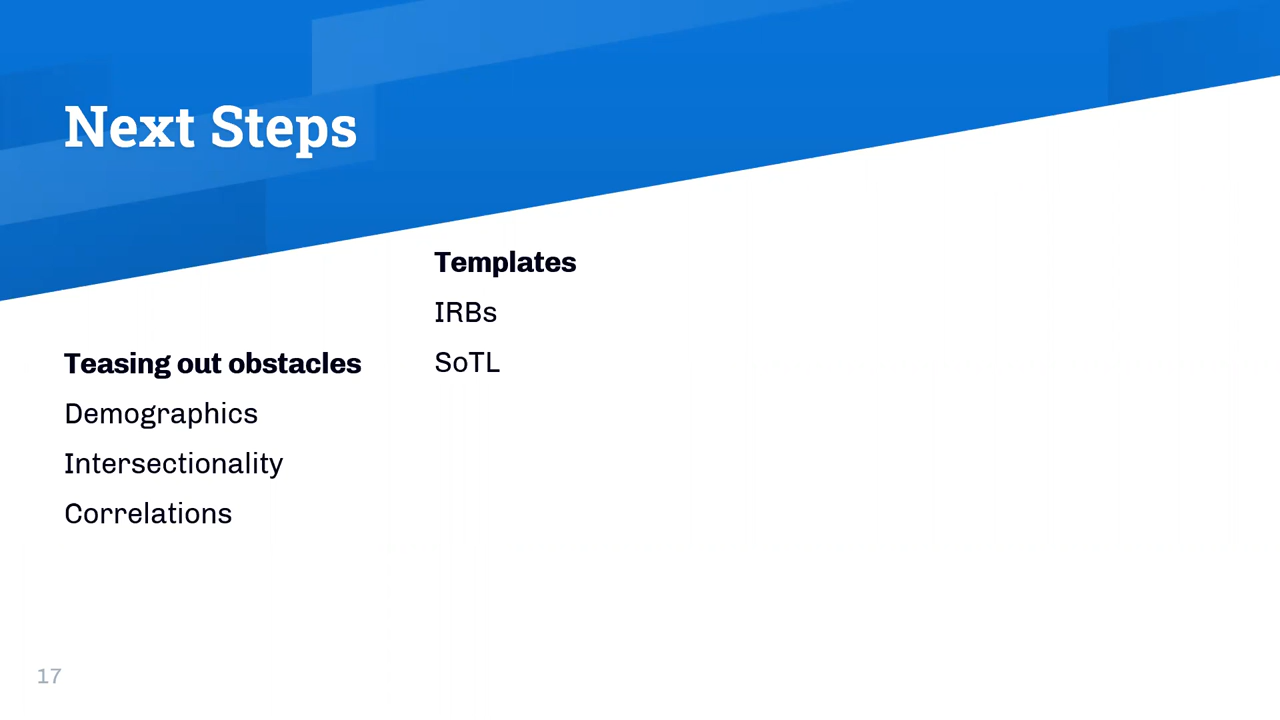 Next Steps
Teasing out obstacles
Demographics
Intersectionality
Correlations
Templates
IRBs
SoTL
17